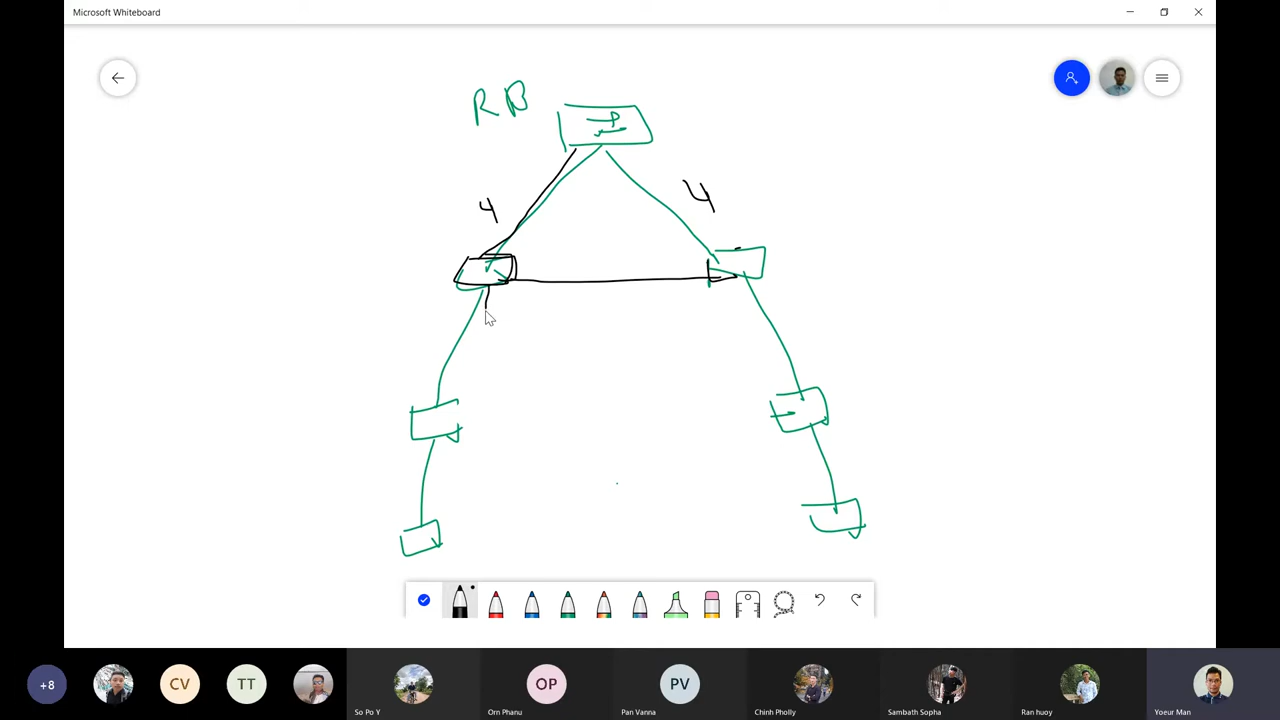 Microsoft Whiteboard
RB
4
4
+8
CV
TT
OP
PV
So Po Y
Orn Phanu
Pan Vanna
Chinh Pholly
Sambath Sopha
Ran huoy
Yoeur Man